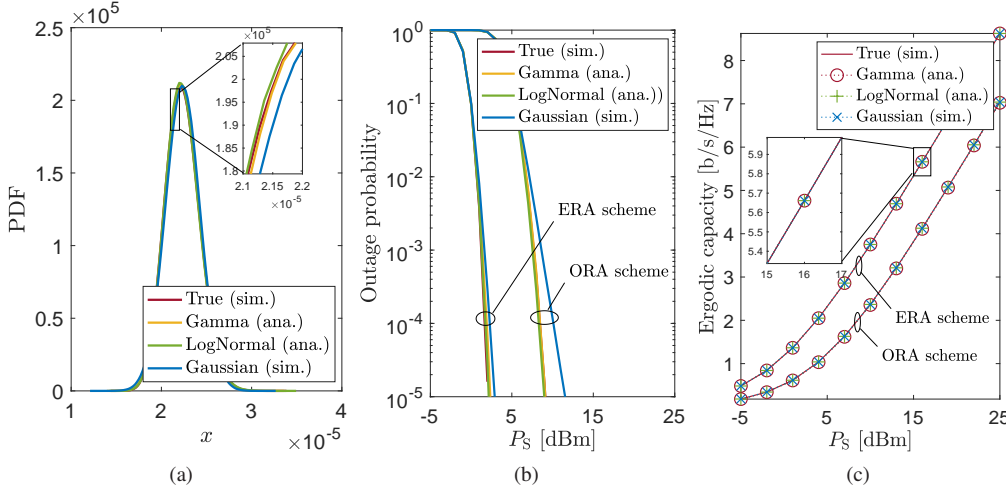 ×10^5
2.5
2
1.5
1
0.5
0
PDF
1 2 3 4
×10^-5
x
2.05 ×10^5
2
1.95
1.9
1.85
1.8
2.1 2.15 2.2
×10^-5
True (sim.)
Gamma (ana.)
LogNormal (ana.)
Gaussian (sim.)
(a)
10^0
10^-1
10^-2
10^-3
10^-4
10^-5
Outage probability
-5 5 15 25
P_S [dBm]
True (sim.)
Gamma (ana.)
LogNormal (ana.))
Gaussian (sim.)
ERA scheme
ORA scheme
(b)
8
7
6
5
4
3
2
1
Ergodic capacity [b/s/Hz]
-5 5 15 25
P_S [dBm]
True (sim.)
Gamma (ana.)
LogNormal (ana.)
Gaussian (sim.)
5.9
5.8
5.7
5.6
5.5
5.4
15 16 17
ERA scheme
ORA scheme
(c)